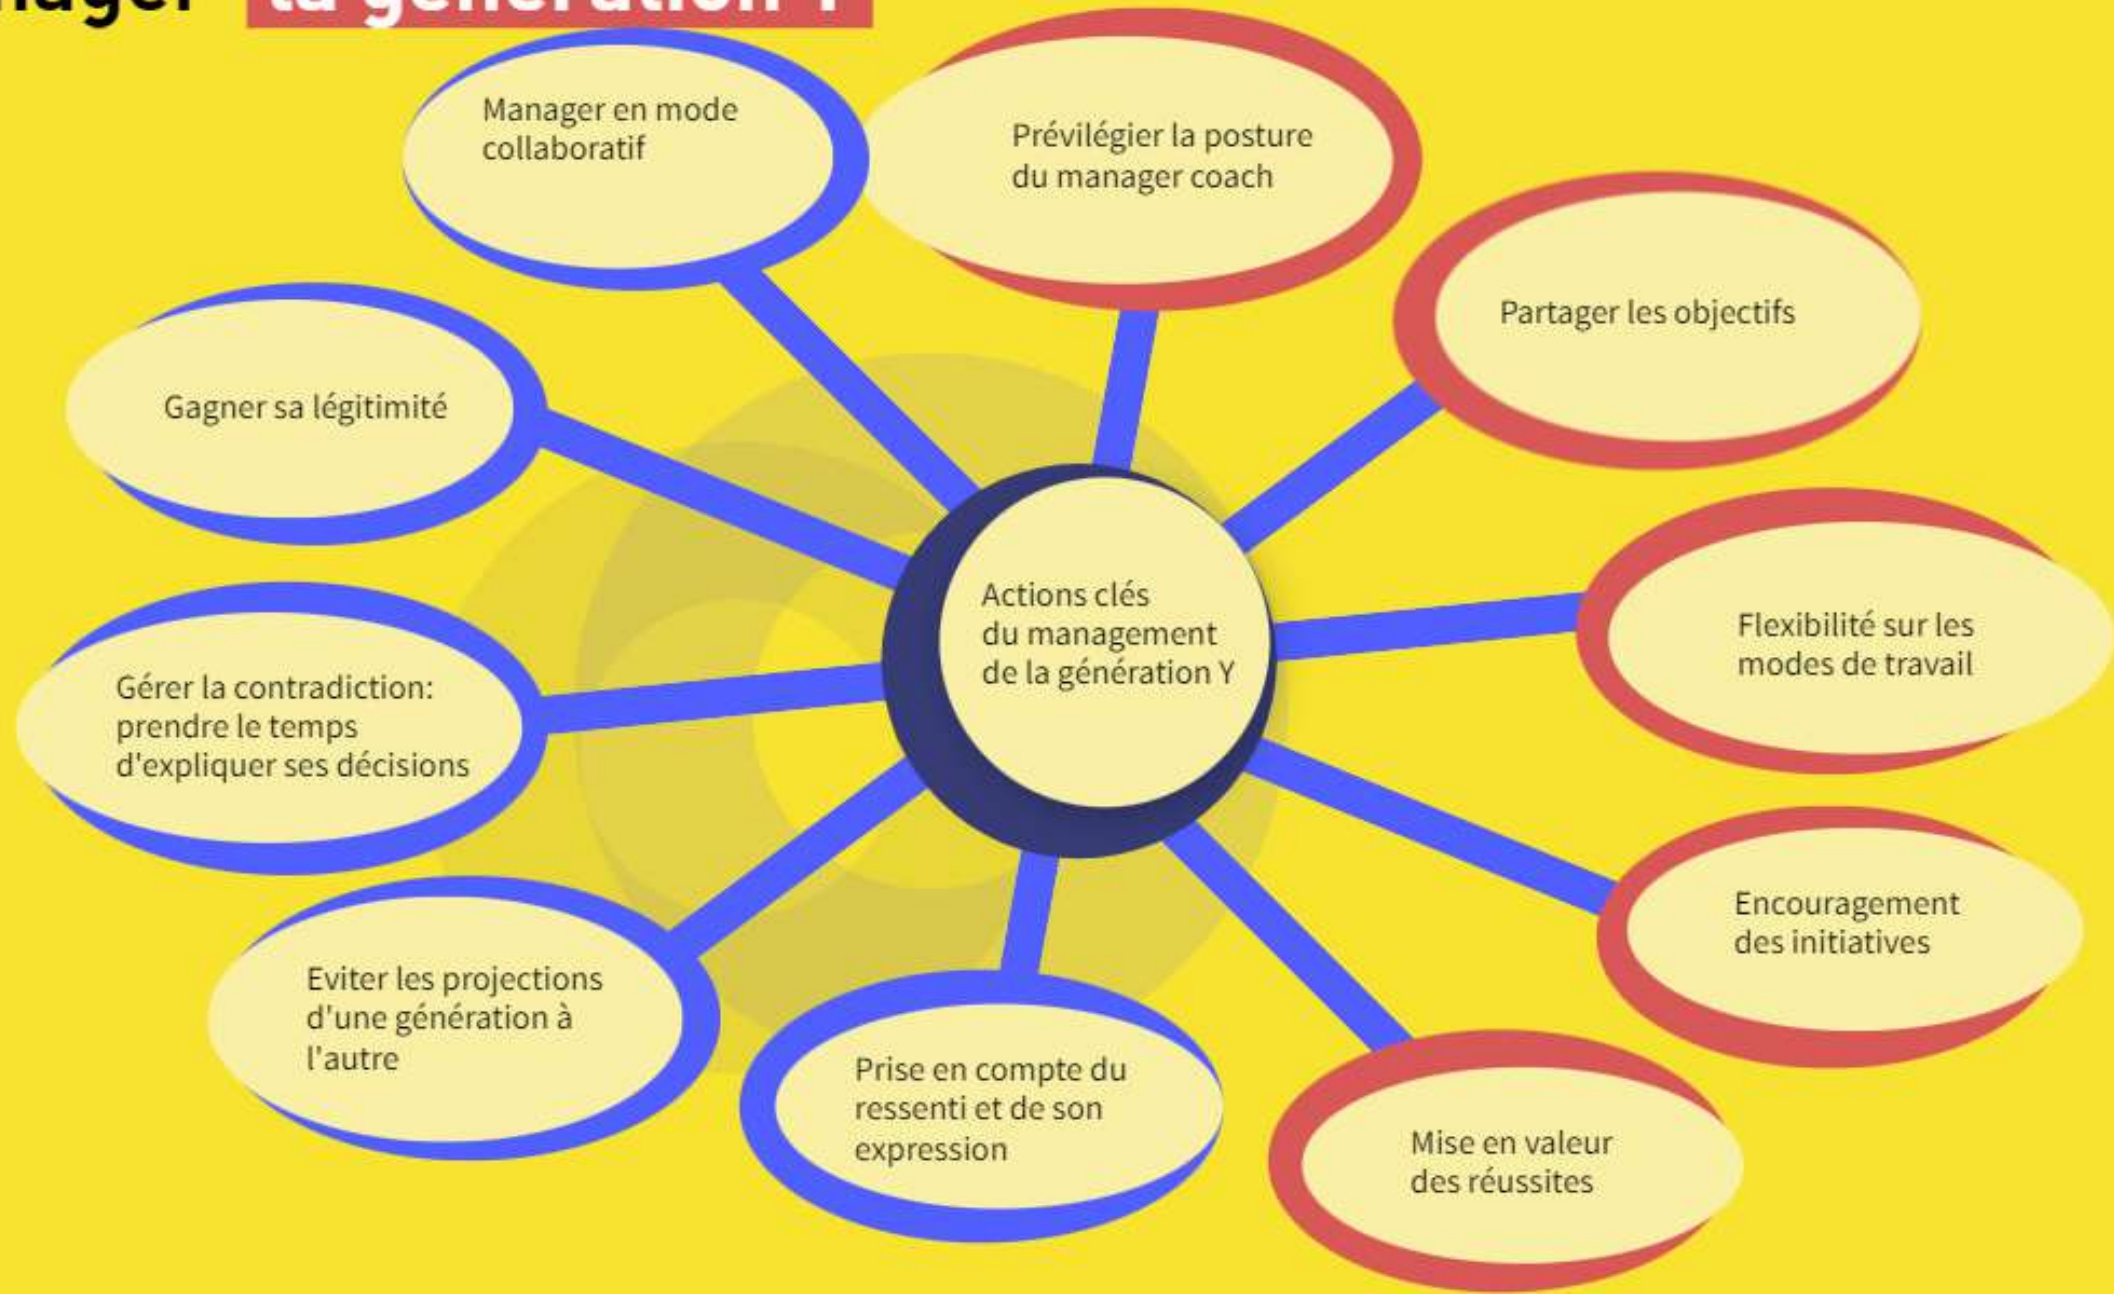 la génération Y
Manager en mode
collaboratif
Prévilégier la posture
du manager coach
Partager les objectifs
Gagner sa légitimité
Actions clés
du management
de la génération Y
Flexibilité sur les
modes de travail
Gérer la contradiction:
prendre le temps
d'expliquer ses décisions
Encouragement
des initiatives
Eviter les projections
d'une génération à
l'autre
Prise en compte du
ressenti et de son
expression
Mise en valeur
des réussites